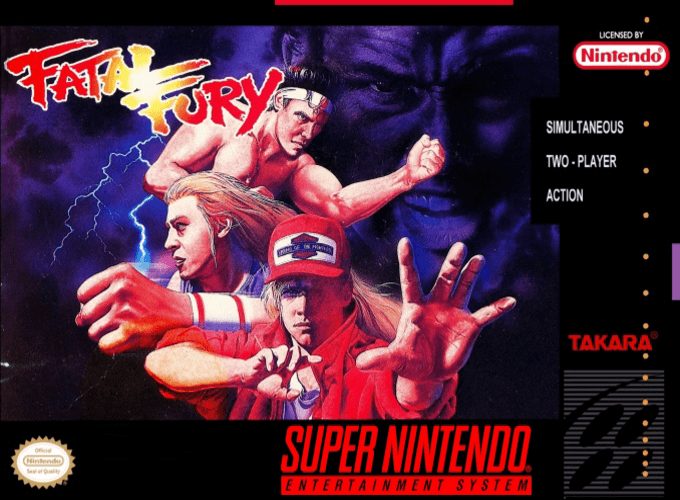 FATAL FURY
LICENSED BY
Nintendo®
SIMULTANEOUS
TWO-PLAYER
ACTION
TAKARA®
Official
Nintendo
Seal of Quality
SUPER NINTENDO
ENTERTAINMENT SYSTEM